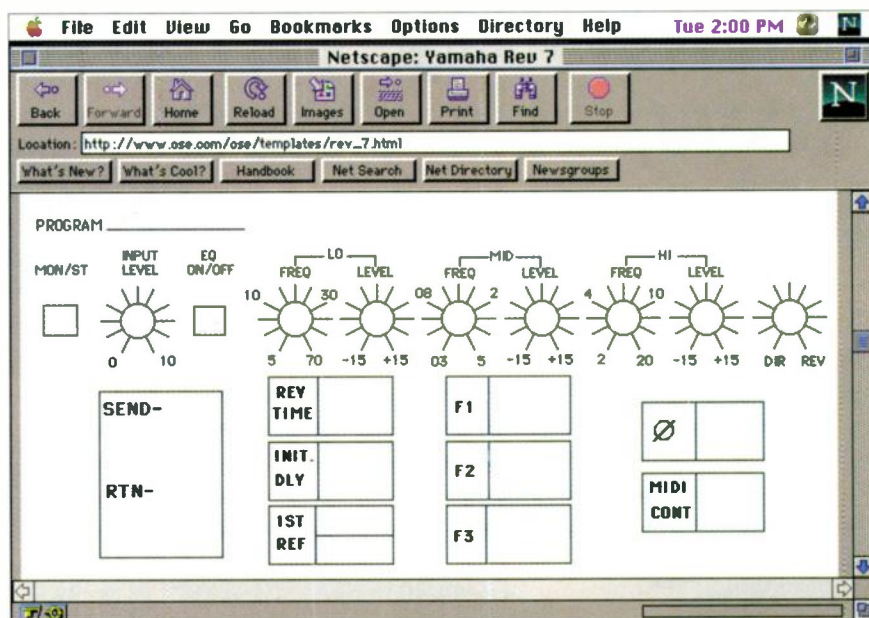 File Edit View Go Bookmarks Options Directory Help Tue 2:00 PM
Netscape: Yamaha Rev 7
Back Forward Home Reload Images Open Print Find Stop
N
Location: http://www.ose.com/ose/templates/rev_7.html
What's New? What's Cool? Handbook Net Search Net Directory Newsgroups
PROGRAM
LO MID HI
MON/ST INPUT LEVEL EQ ON/OFF FREQ LEVEL FREQ LEVEL FREQ LEVEL
10 30 08 2 4 10
0 10 5 70 -15 +15 03 5 -15 +15 2 20 -15 +15 DIR REV
SEND-
RTN-
REV
TIME
INIT.
DLY
1ST
REF
F1
F2
F3
Ø
MIDI
CONT